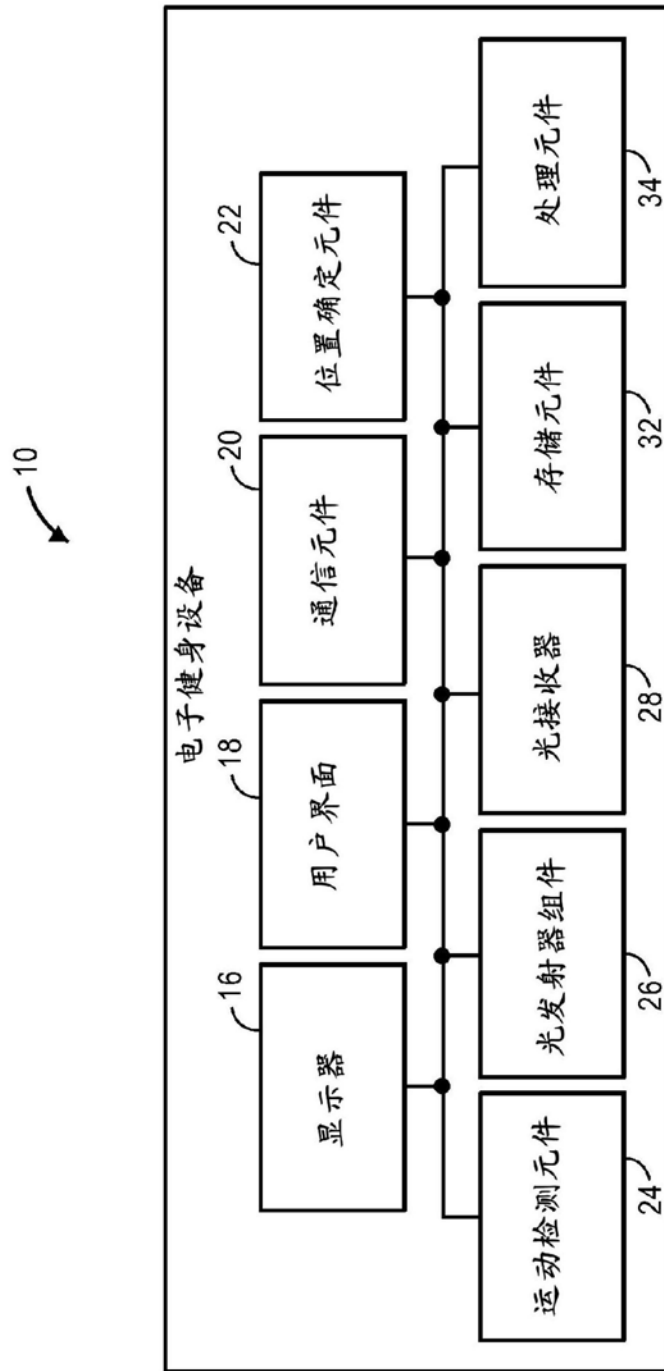 10
电子健身设备
16
18
20
22
显示器
用户界面
通信元件
位置确定元件
运动检测元件
光发射器组件
光接收器
存储元件
处理元件
24
26
28
32
34